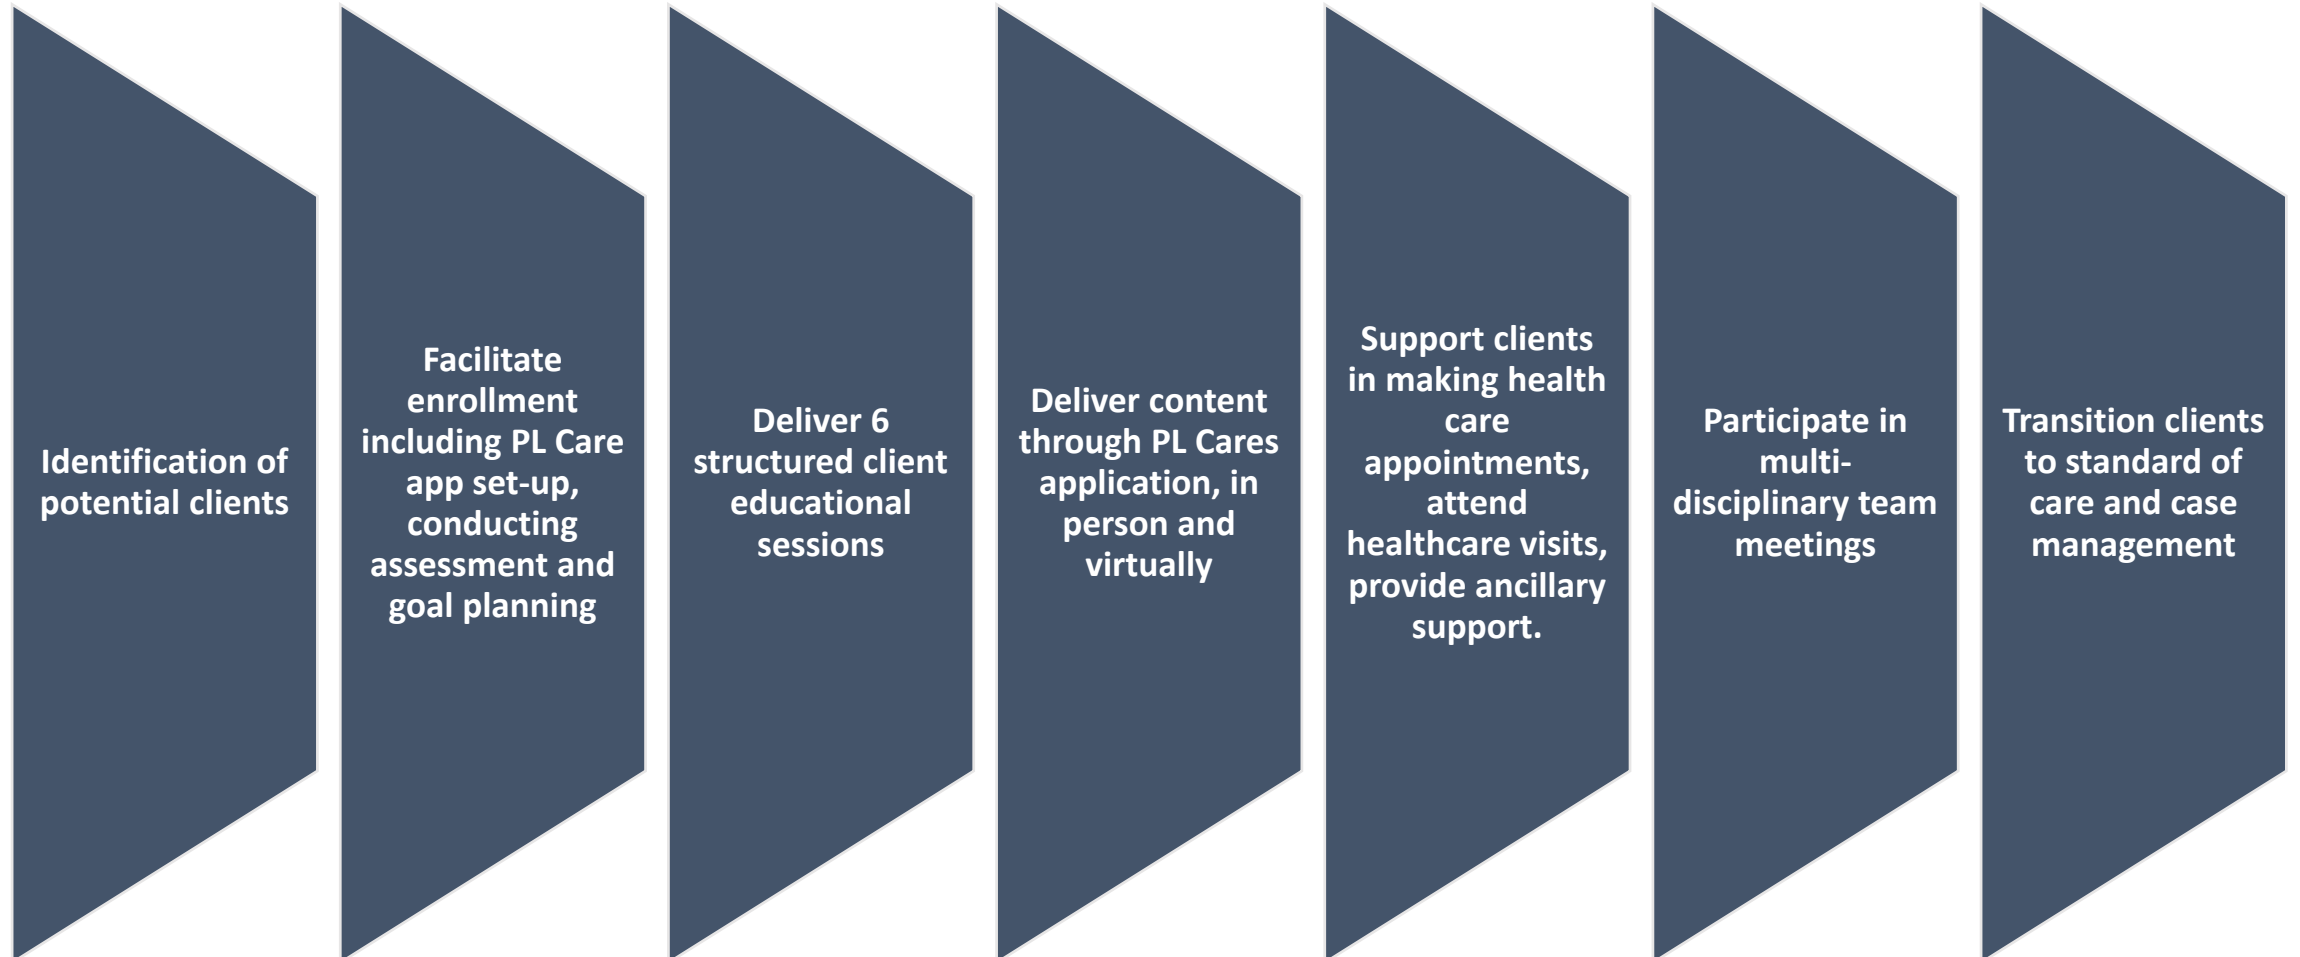 Identification of
potential clients
Facilitate
enrollment
including PL Care
app set-up,
conducting
assessment and
goal planning
Deliver 6
structured client
educational
sessions
Deliver content
through PL Cares
application, in
person and
virtually
Support clients
in making health
care
appointments,
attend
healthcare visits,
provide ancillary
support.
Participate in
multi-
disciplinary team
meetings
Transition clients
to standard of
care and case
management